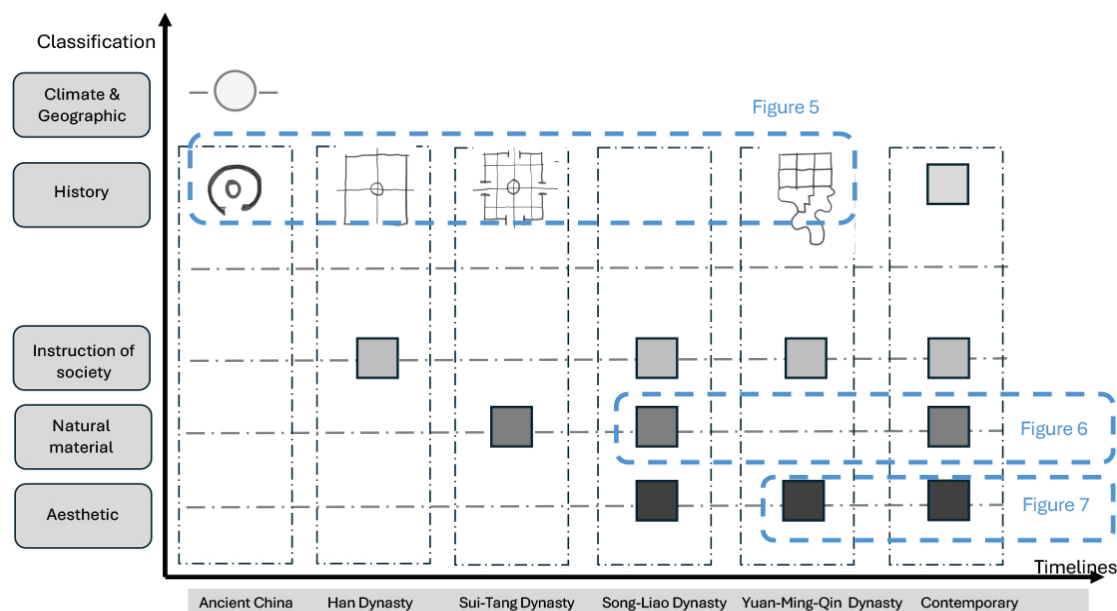 Classification
Climate &
Geographic
Figure 5
History
Instruction of
society
Natural
material
Figure 6
Aesthetic
Figure 7
Timelines
Ancient China
Han Dynasty
Sui-Tang Dynasty
Song-Liao Dynasty
Yuan-Ming-Qin Dynasty
Contemporary